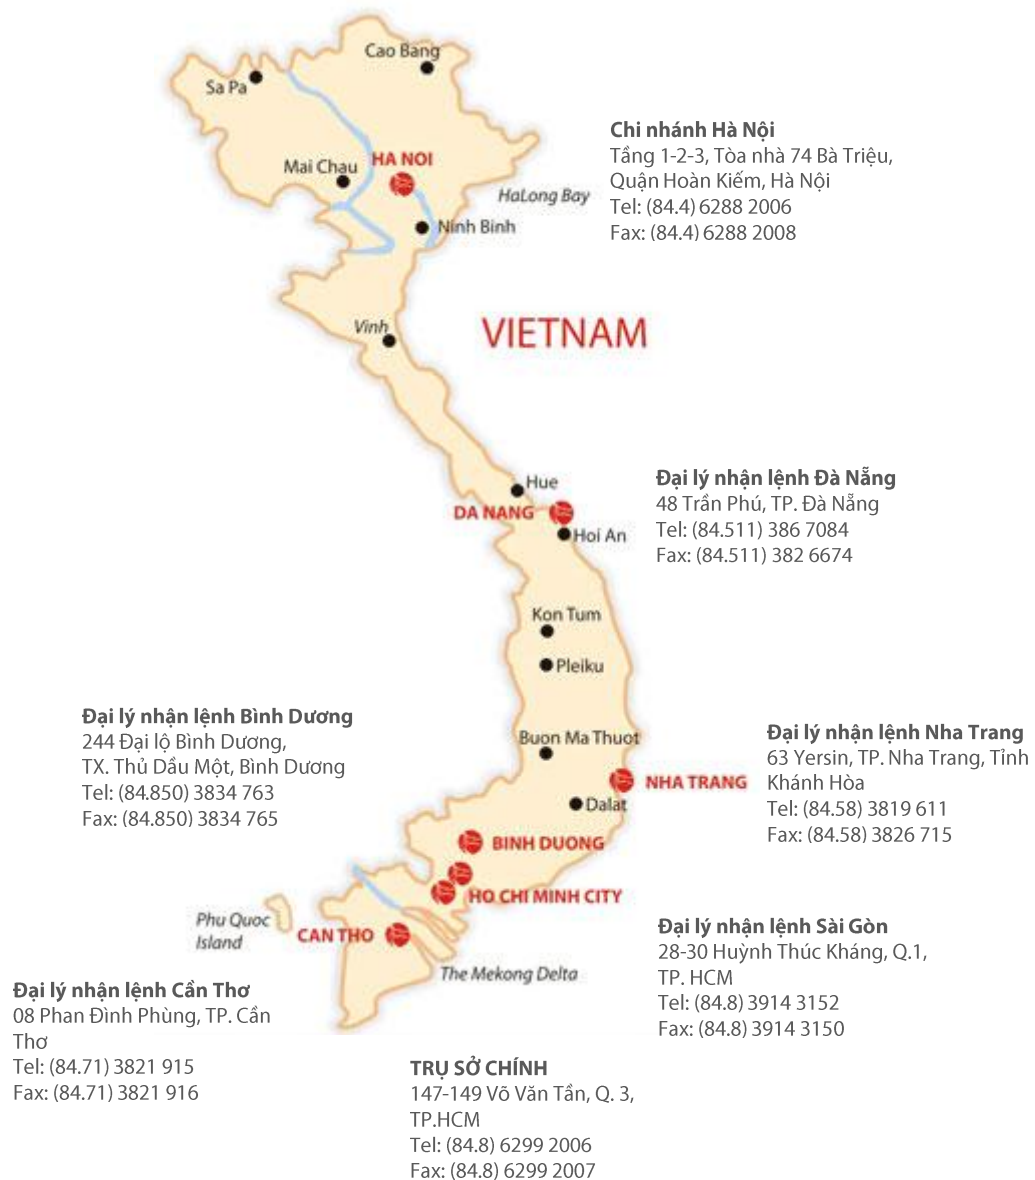 Cao Bang
Sa Pa
Chi nhánh Hà Nội
Tầng 1-2-3, Tòa nhà 74 Bà Triệu,
Quận Hoàn Kiếm, Hà Nội
Tel: (84.4) 6288 2006
Fax: (84.4) 6288 2008
HA NOI
Mai Chau
HaLong Bay
Ninh Binh
VIETNAM
Vinh
Đại lý nhận lệnh Đà Nẵng
48 Trần Phú, TP. Đà Nẵng
Tel: (84.511) 386 7084
Fax: (84.511) 382 6674
Hue
DA NANG
Hoi An
Kon Tum
Pleiku
Đại lý nhận lệnh Bình Dương
244 Đại lộ Bình Dương,
TX. Thủ Dầu Một, Bình Dương
Tel: (84.850) 3834 763
Fax: (84.850) 3834 765
Buon Ma Thuot
Đại lý nhận lệnh Nha Trang
63 Yersin, TP. Nha Trang, Tỉnh
Khánh Hòa
Tel: (84.58) 3819 611
Fax: (84.58) 3826 715
NHA TRANG
Dalat
BINH DUONG
HO CHI MINH CITY
Phu Quoc
Island
CAN THO
The Mekong Delta
Đại lý nhận lệnh Sài Gòn
28-30 Huỳnh Thúc Kháng, Q.1,
TP. HCM
Tel: (84.8) 3914 3152
Fax: (84.8) 3914 3150
Đại lý nhận lệnh Cần Thơ
08 Phan Đình Phùng, TP. Cần
Thơ
Tel: (84.71) 3821 915
Fax: (84.71) 3821 916
TRỤ SỞ CHÍNH
147-149 Võ Văn Tần, Q. 3,
TP.HCM
Tel: (84.8) 6299 2006
Fax: (84.8) 6299 2007